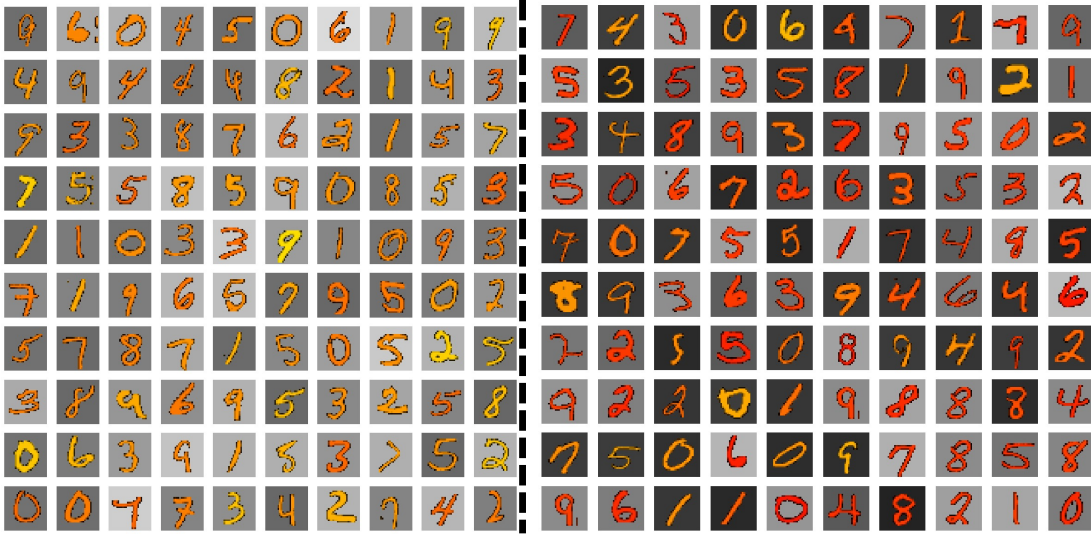 9 6 0 4 5 0 6 1 9 9
4 9 4 4 4 8 2 1 4 3
9 3 3 8 7 6 2 1 5 7
7 5 5 8 5 9 0 8 5 3
1 1 0 3 3 9 1 0 9 3
7 1 9 6 5 7 9 5 0 2
5 7 8 7 1 5 0 5 2 5
3 8 9 6 9 5 3 2 5 8
0 6 3 9 1 5 3 7 5 2
0 0 7 7 3 4 2 7 4 2
7 4 3 0 6 9 7 1 7 9
5 3 5 3 5 8 1 9 2 1
3 4 8 9 3 7 9 5 0 2
5 0 6 7 2 6 3 5 3 2
7 0 7 5 5 1 7 4 9 5
8 9 3 6 3 9 4 6 4 6
2 2 5 5 0 8 9 4 9 2
9 2 2 0 1 9 8 8 8 4
7 5 0 6 0 9 7 8 5 8
9 6 1 1 0 4 8 2 1 0